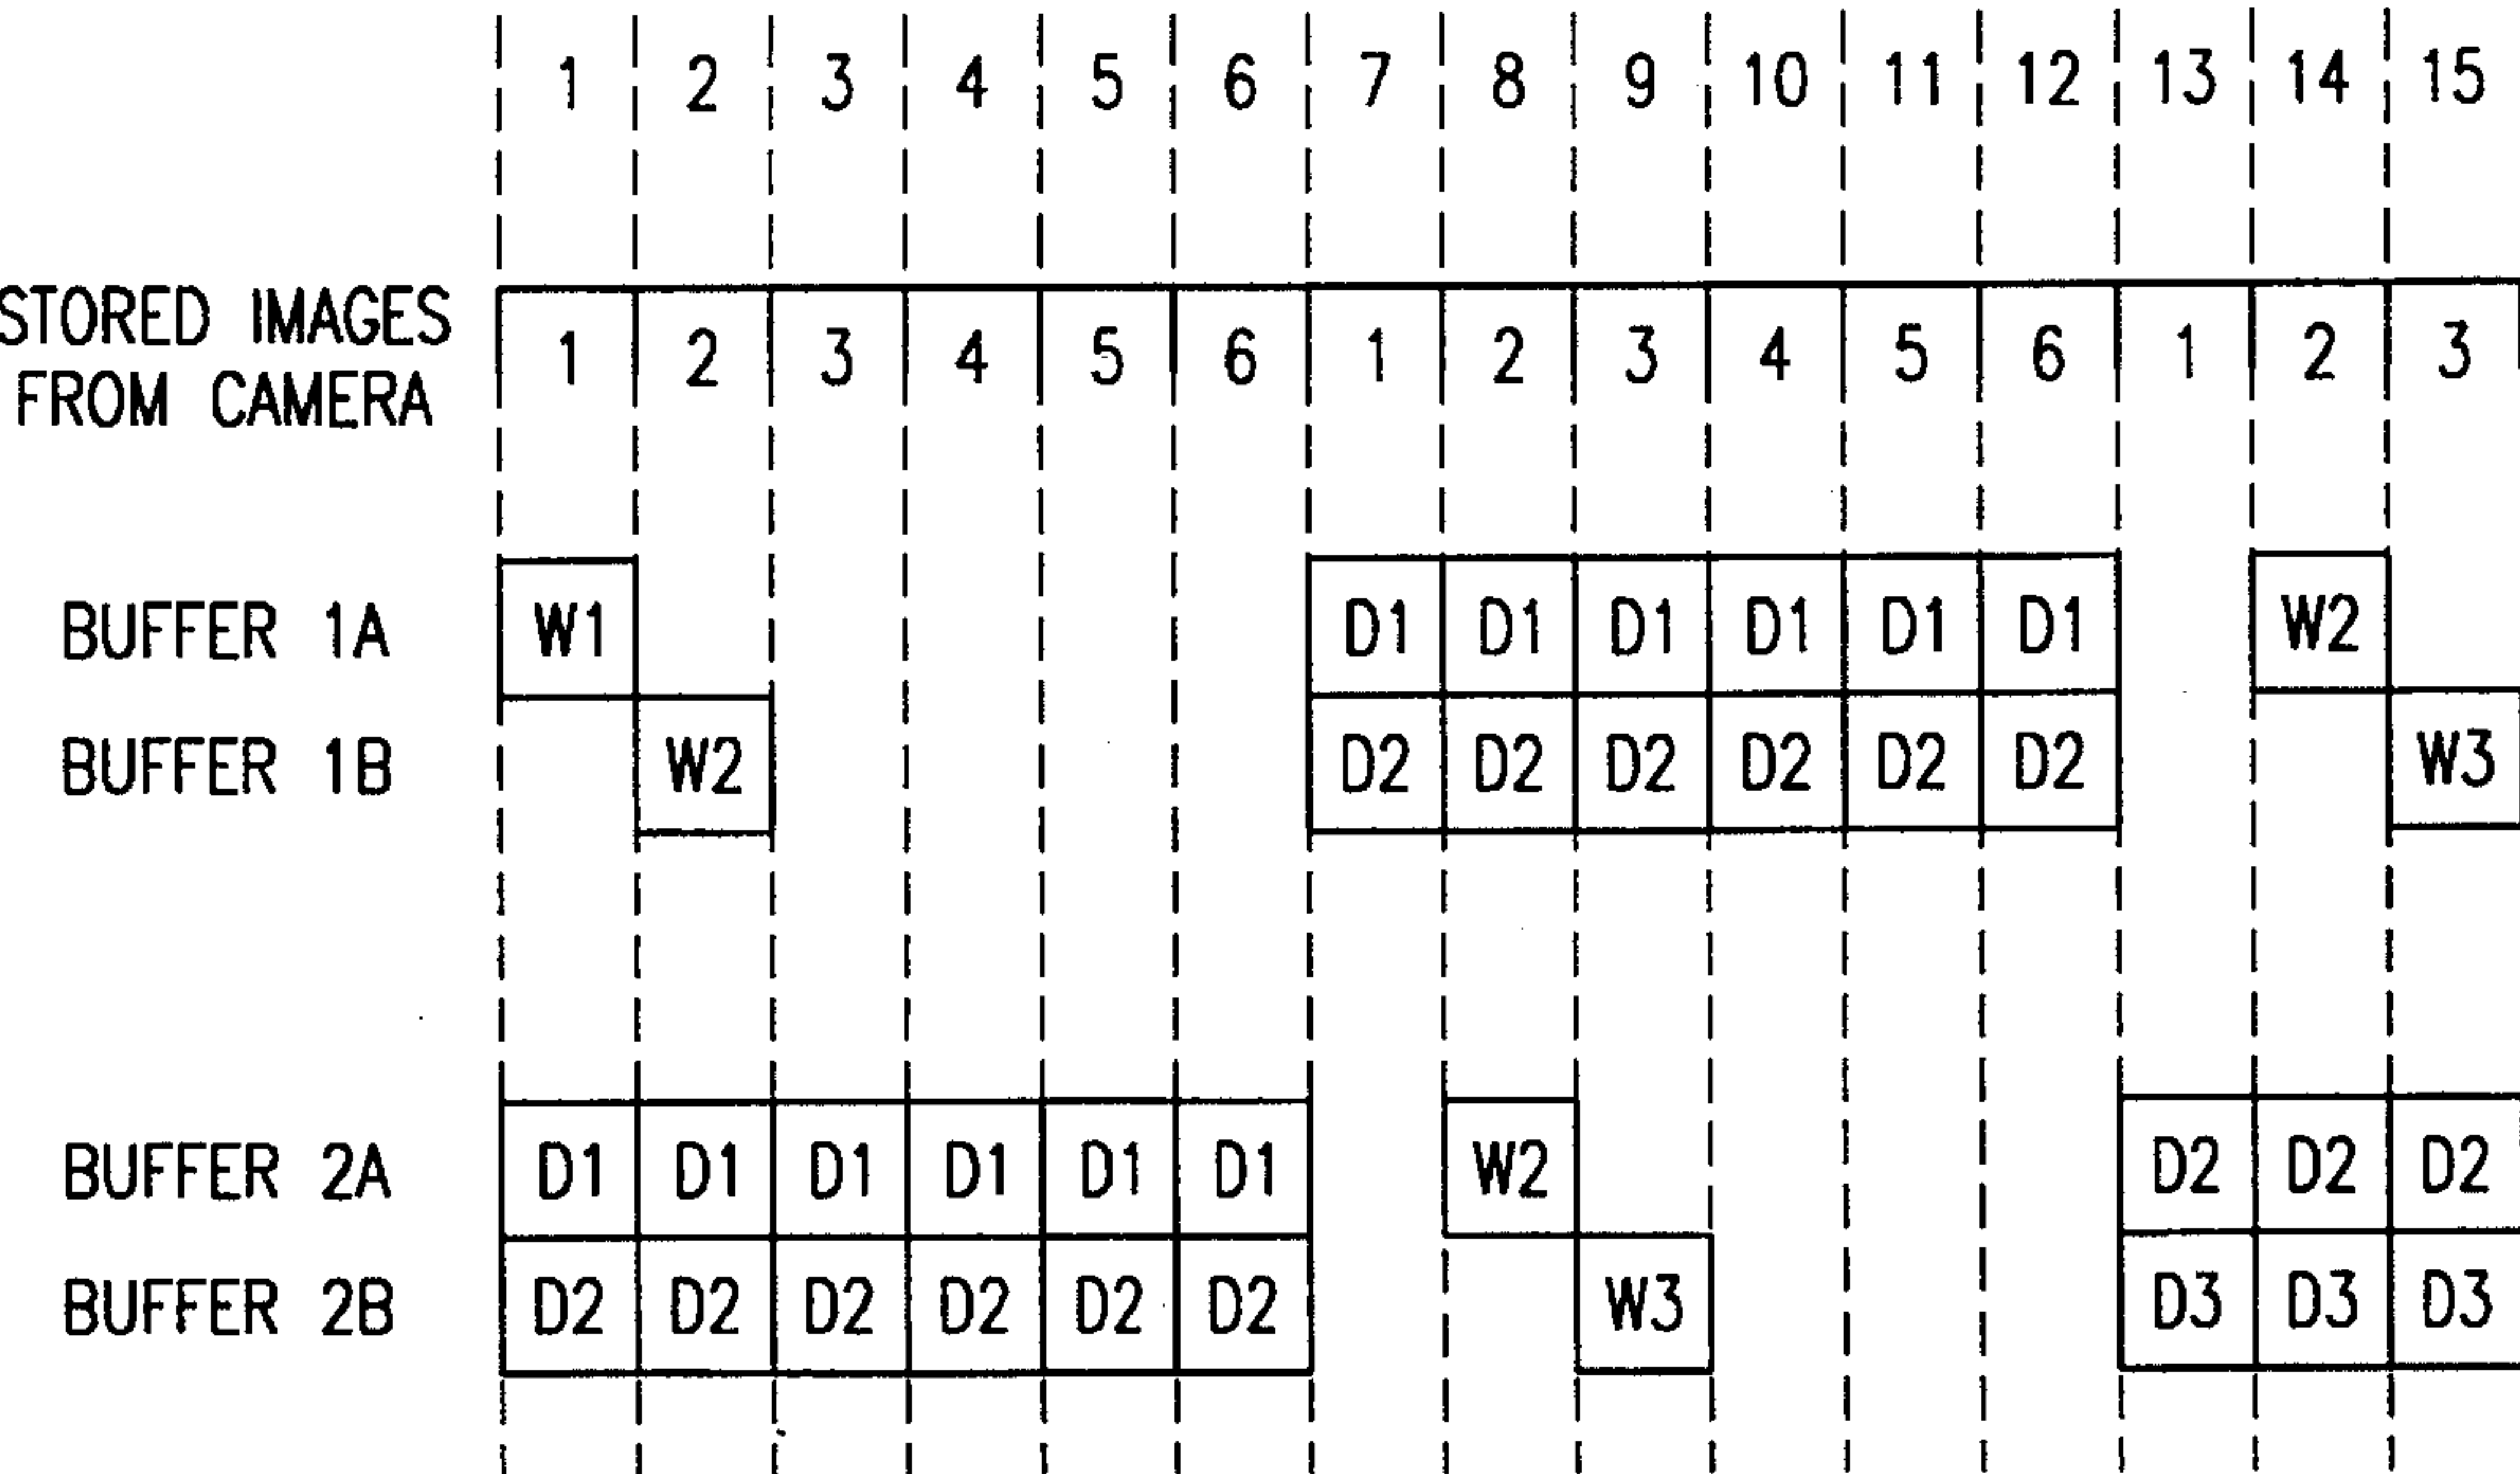 1 2 3 4 5 6 7 8 9 10 11 12 13 14 15
STORED IMAGES
FROM CAMERA
1 2 3 4 5 6 1 2 3 4 5 6 1 2 3
BUFFER 1A W1 D1 D1 D1 D1 D1 D1 W2
BUFFER 1B W2 D2 D2 D2 D2 D2 D2 W3
BUFFER 2A D1 D1 D1 D1 D1 D1 W2 D2 D2 D2
BUFFER 2B D2 D2 D2 D2 D2 D2 W3 D3 D3 D3